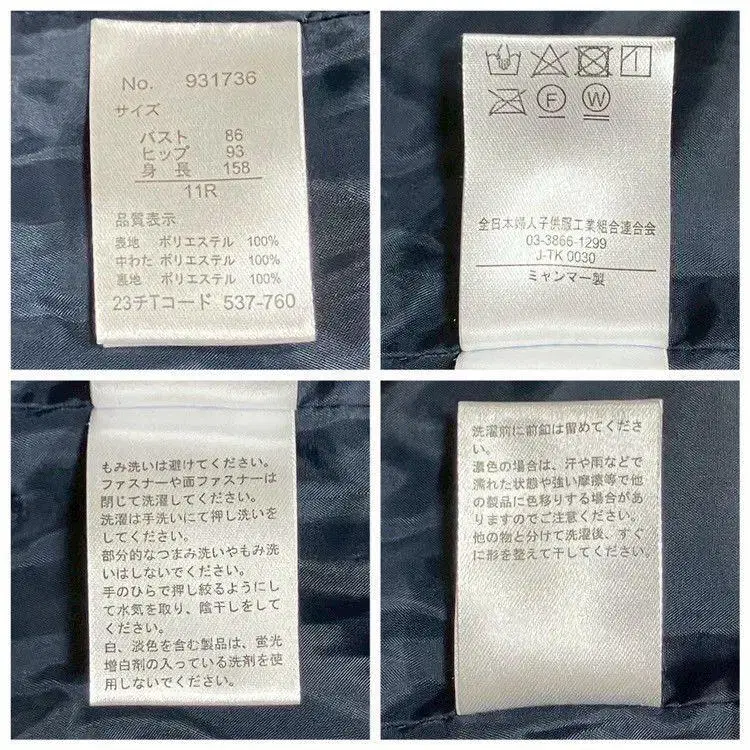 No. 931736
サイズ
バスト 86
ヒップ 93
身長 158
11R
品質表示
表地 ポリエステル 100%
中わた ポリエステル 100%
裏地 ポリエステル 100%
23チTコード 537-760
F W
全日本婦人子供服工業組合連合会
03-3866-1299
J-TK 0030
ミャンマー製
もみ洗いは避けてください。
ファスナーや面ファスナーは
閉じて洗濯してください。
洗濯は手洗いにて押し洗いを
してください。
部分的なつまみ洗いやもみ洗
いはしないでください。
手のひらで押し絞るようにし
て水気を取り、陰干しをして
ください。
白、淡色を含む製品は、蛍光
増白剤の入っている洗剤を使
用しないでください。
洗濯前に前釦は留めてくださ
い。
濃色の場合は、汗や雨などで
濡れた状態や強い摩擦等で他
の製品に色移りする場合があ
りますのでご注意ください。
他の物と分けて洗濯後、すぐ
に形を整えて干してください。